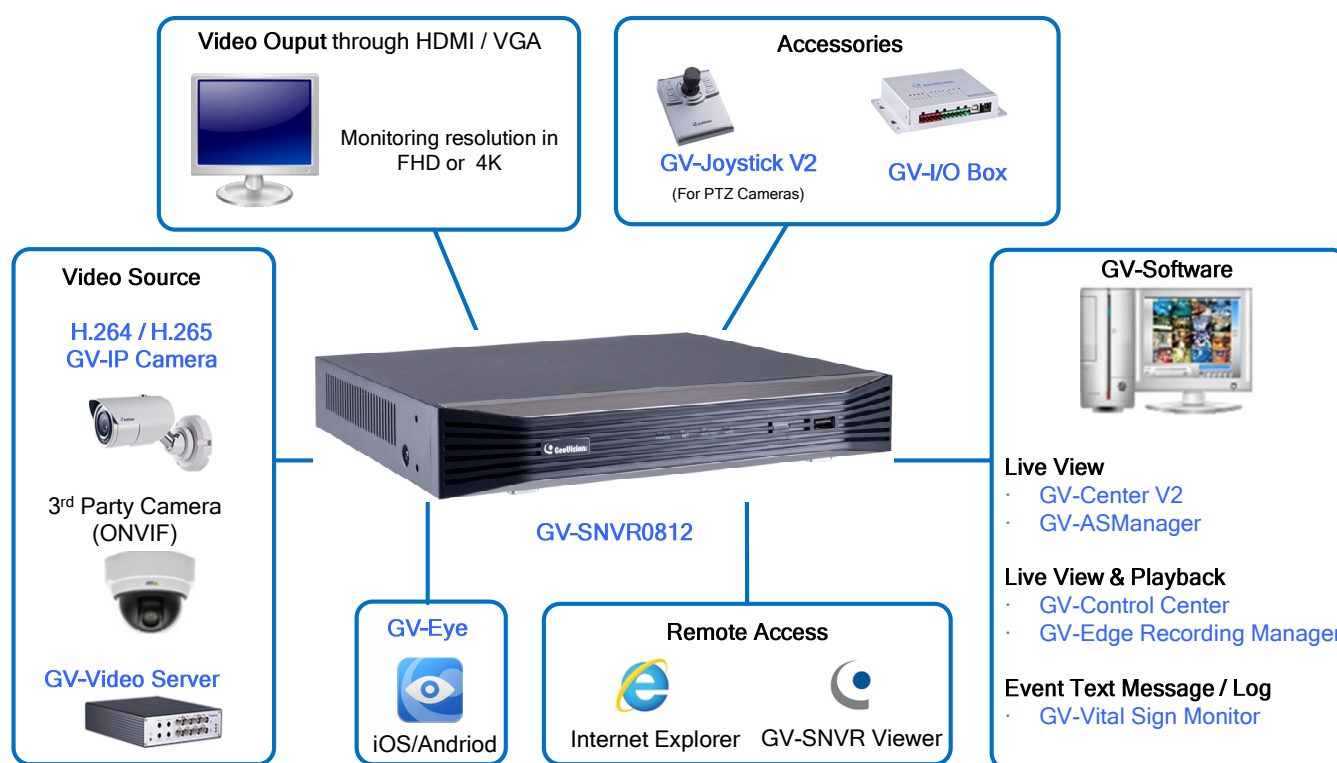 Video Ouput through HDMI / VGA
Monitoring resolution in
FHD or 4K
Accessories
GeoVision
GV-Joystick V2
(For PTZ Cameras)
GV-I/O Box
Video Source
H.264 / H.265
GV-IP Camera
3rd Party Camera
(ONVIF)
GV-Video Server
GeoVision
GV-SNVR0812
GV-Eye
iOS/Andriod
Remote Access
Internet Explorer
GV-SNVR Viewer
GV-Software
Live View
· GV-Center V2
· GV-ASManager
Live View & Playback
· GV-Control Center
· GV-Edge Recording Manager
Event Text Message / Log
· GV-Vital Sign Monitor